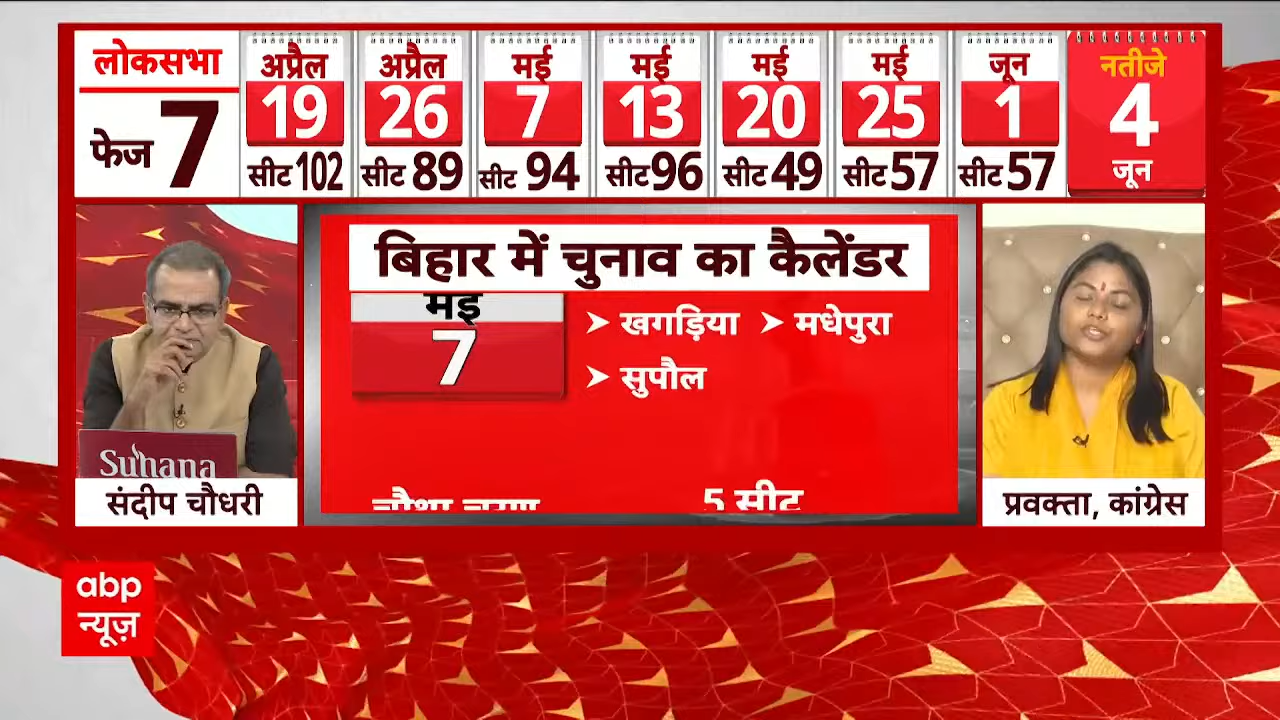 लोकसभा
फेज 7
अप्रैल
19
सीट 102
अप्रैल
26
सीट 89
मई
7
सीट 94
मई
13
सीट 96
मई
20
सीट 49
मई
25
सीट 57
जून
1
सीट 57
नतीजे
4
जून
बिहार में चुनाव का कैलेंडर
मई
7
➤ खगड़िया ➤ मधेपुरा
➤ सुपौल
5 सीट
Suhana
संदीप चौधरी
प्रवक्ता, कांग्रेस
abp
न्यूज़